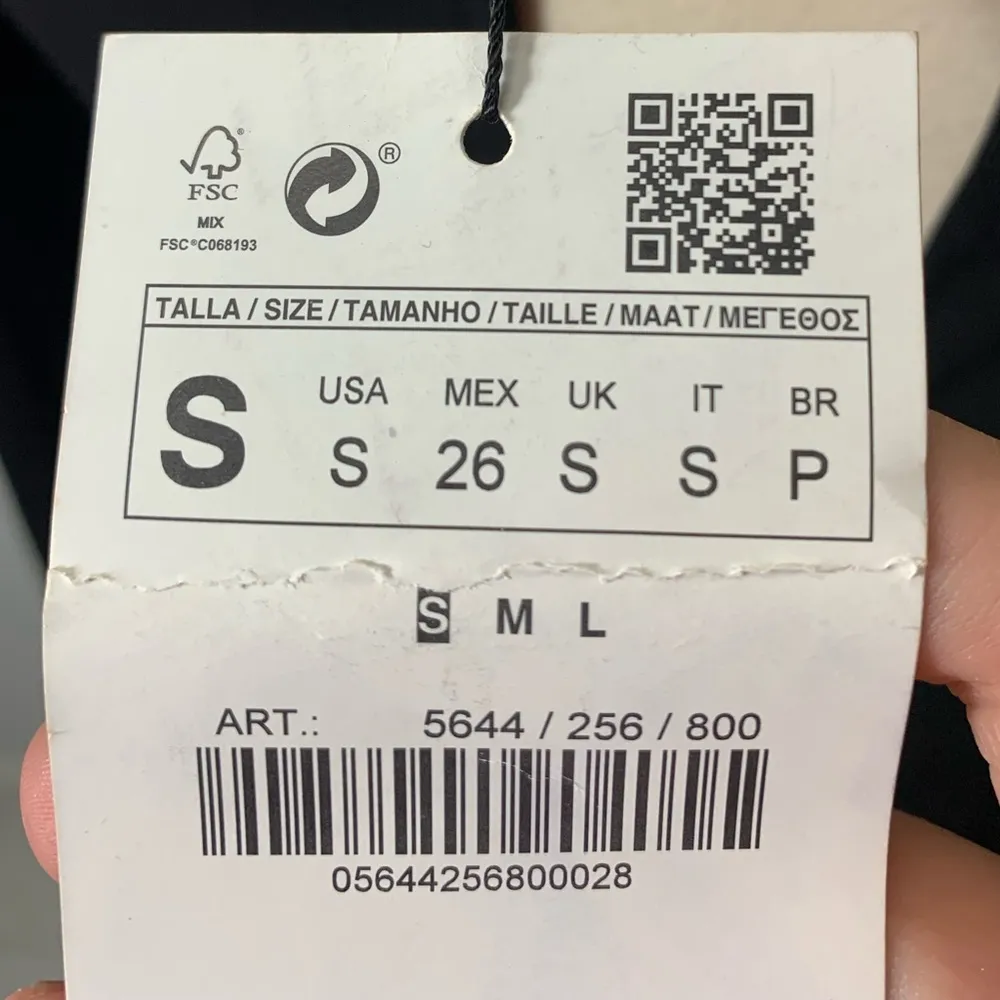 FSC ®
MIX
FSC® C068193
®
TALLA / SIZE / TAMANHO / TAILLE / MAAT / ΜΕΓΕΘΟΣ
USA MEX UK IT BR
S S 26 S S P
S M L
ART.: 5644 / 256 / 800
05644256800028